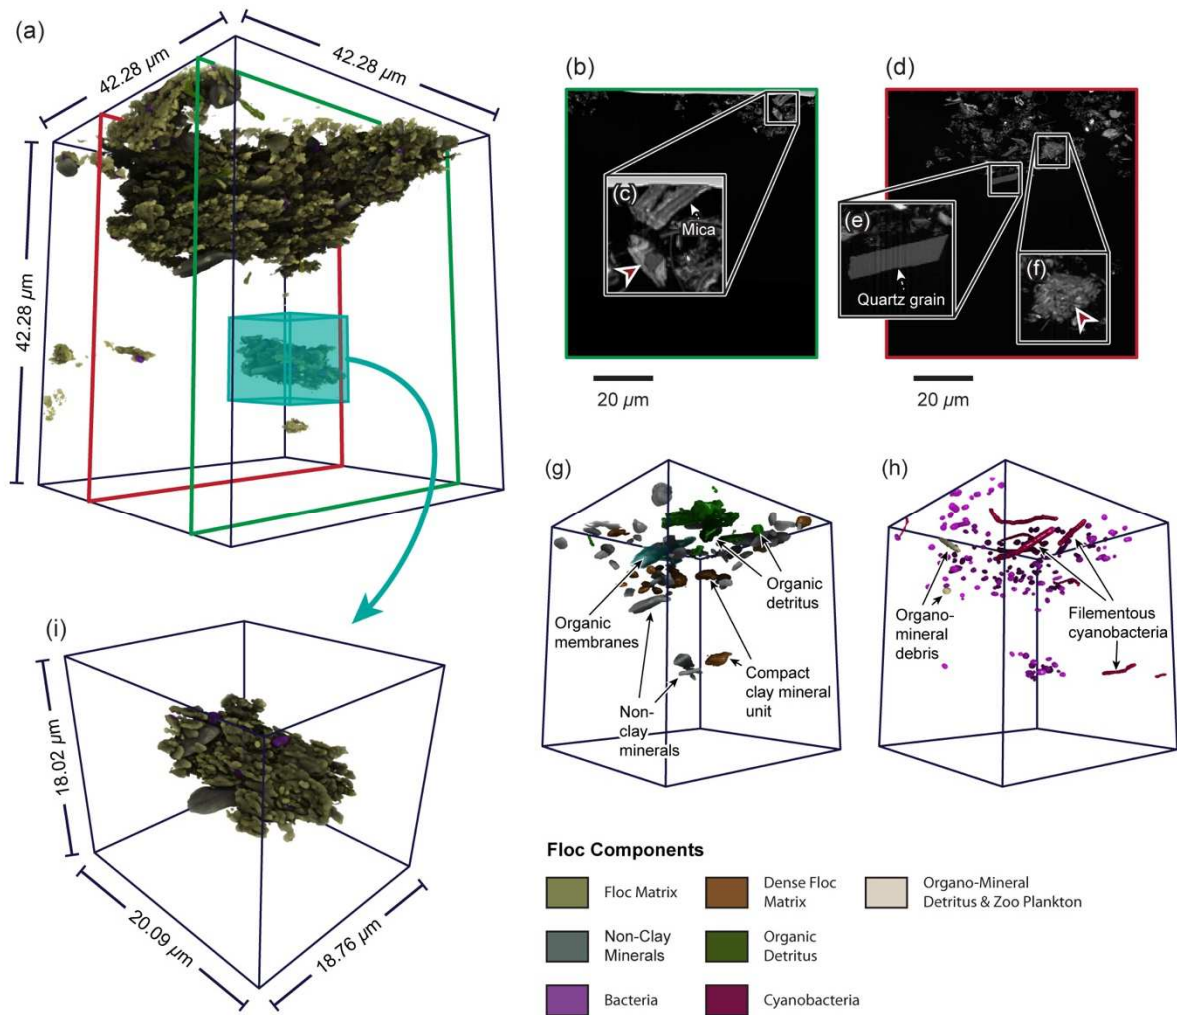 (a)
42.28 µm
42.28 µm
42.28 µm
(b)
(c)
Mica
20 µm
(d)
(e)
Quartz grain
(f)
20 µm
(g)
Organic
membranes
Organic
detritus
Non-
clay
minerals
Compact
clay mineral
unit
(h)
Organo-
mineral
debris
Filementous
cyanobacteria
(i)
18.02 µm
20.09 µm
18.76 µm
Floc Components
Floc Matrix
Dense Floc
Matrix
Organo-Mineral
Detritus & Zoo Plankton
Non-Clay
Minerals
Organic
Detritus
Bacteria
Cyanobacteria